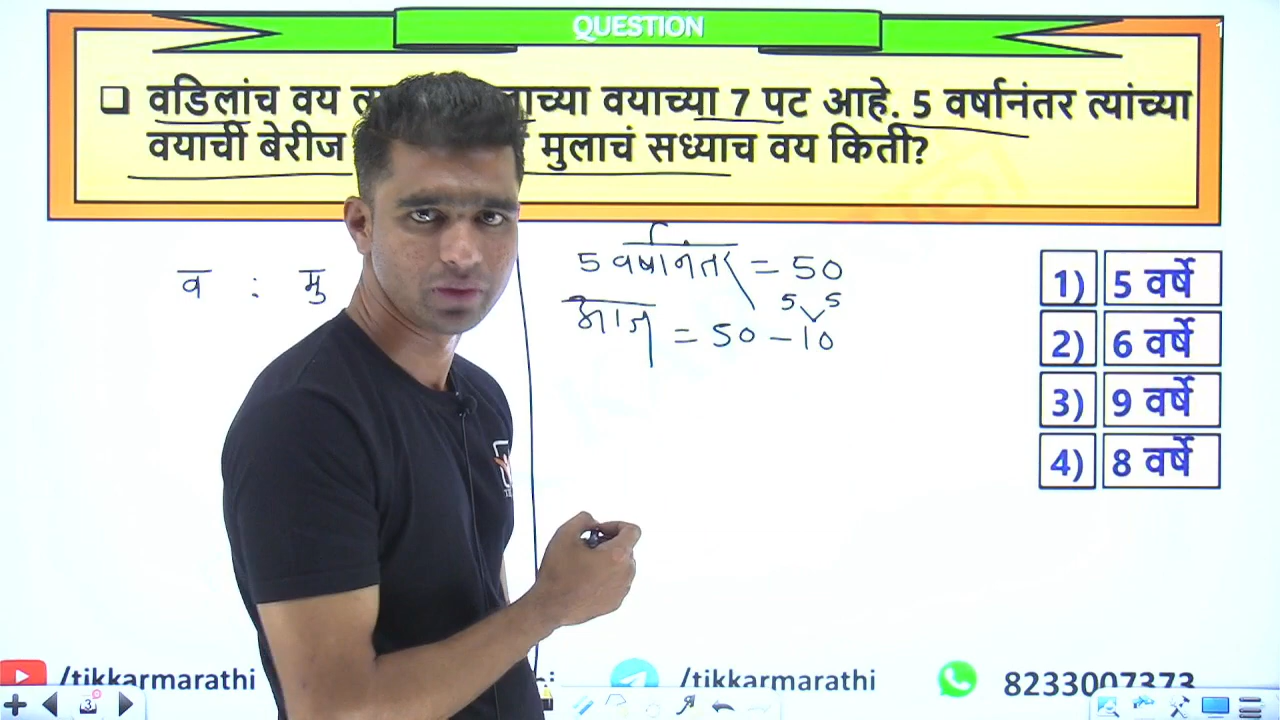 QUESTION
❑ वडिलांच वय च्या वयाच्या 7 पट आहे. 5 वर्षानंतर त्यांच्या
वयाची बेरीज मुलाचं सध्याच वय किती?
व : मु
5 वर्षानंतर = 50
5 5
आज = 50 – 10
1) 5 वर्षे
2) 6 वर्षे
3) 9 वर्षे
4) 8 वर्षे
/tikkarmarathi /tikkarmarathi 8233007373
3